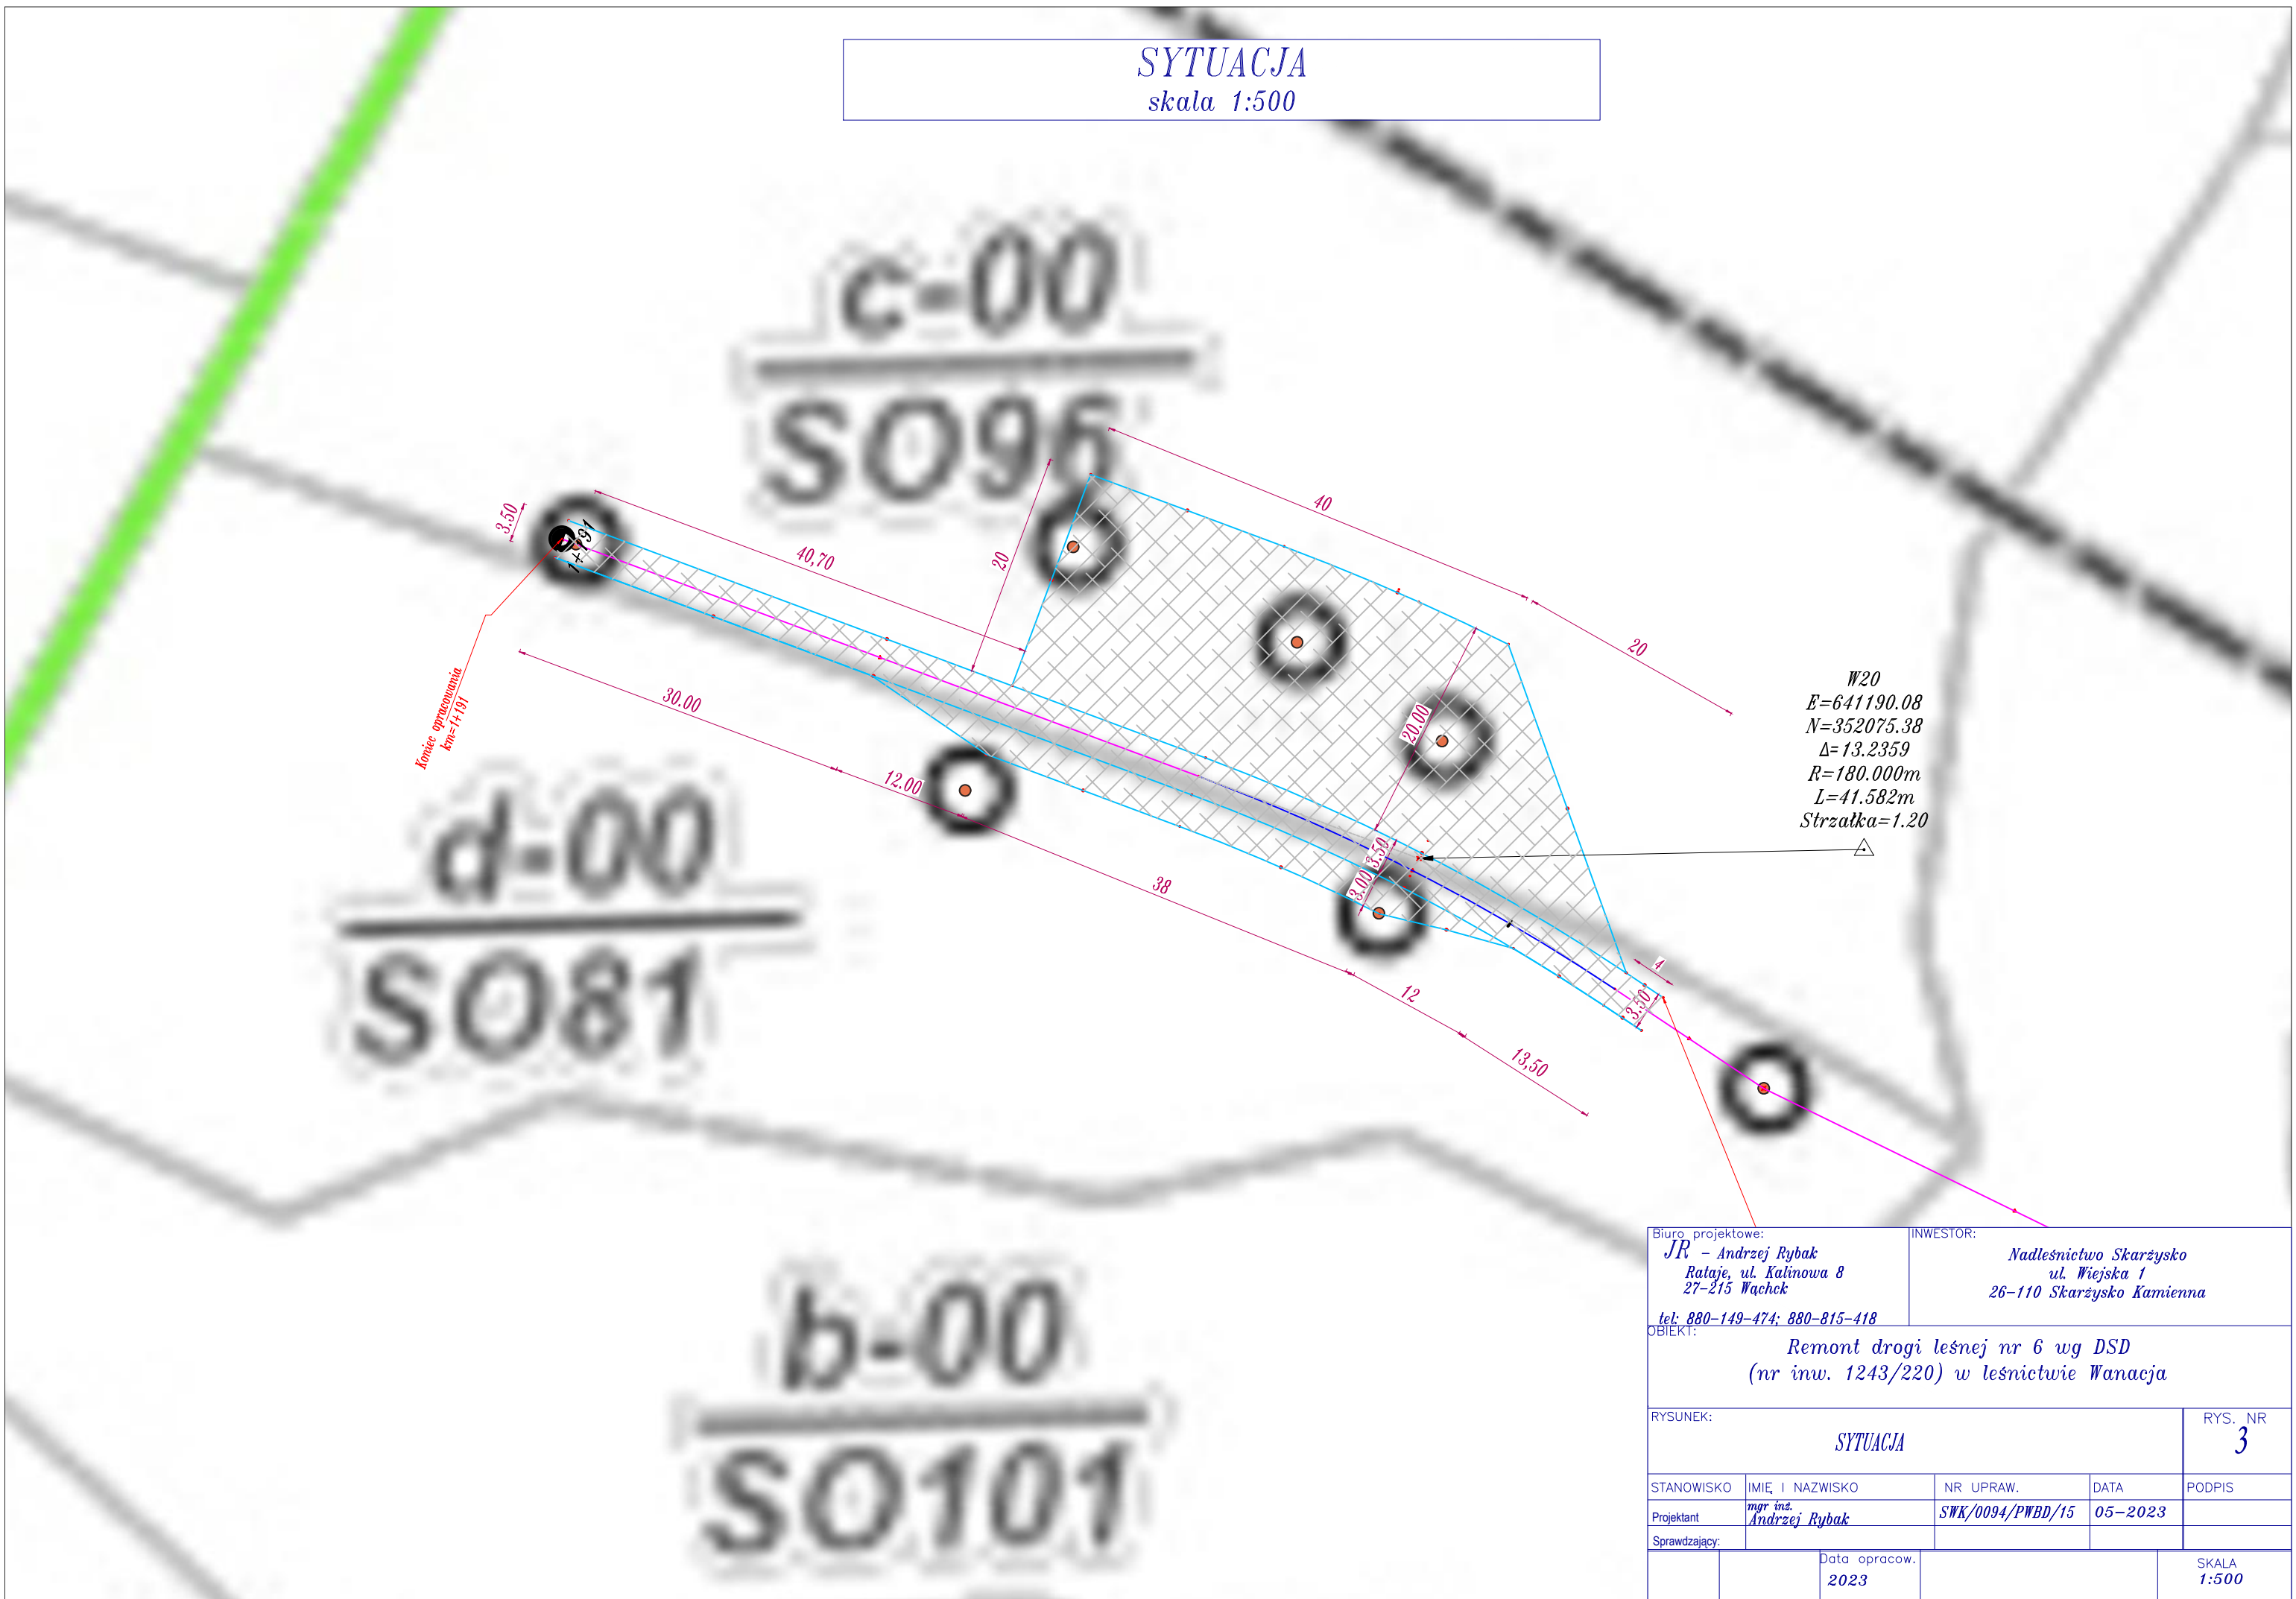 SYTUACJA
skala 1:500
c-00
SO96
40
3.50
1+191
40,70
20
20
30.00
20.00
W20
E=641190.08
N=352075.38
Δ=13.2359
R=180.000m
L=41.582m
Strzałka=1.20
Koniec opracowania
km=1+191
12.00
d-00
SO81
3.50
3.00
38
4
3.50
12
13,50
b-00
SO101
Biuro projektowe:
JR - Andrzej Rybak
Rataje, ul. Kalinowa 8
27-215 Wąchck
tel: 880-149-474; 880-815-418
INWESTOR:
Nadleśnictwo Skarżysko
ul. Wiejska 1
26-110 Skarżysko Kamienna
OBIEKT:
Remont drogi leśnej nr 6 wg DSD
(nr inw. 1243/220) w leśnictwie Wanacja
RYSUNEK:
SYTUACJA
RYS. NR
3
STANOWISKO IMIĘ I NAZWISKO NR UPRAW. DATA PODPIS
Projektant mgr inż. Andrzej Rybak SWK/0094/PWBD/15 05-2023
Sprawdzający:
Data opracow.
2023
SKALA
1:500